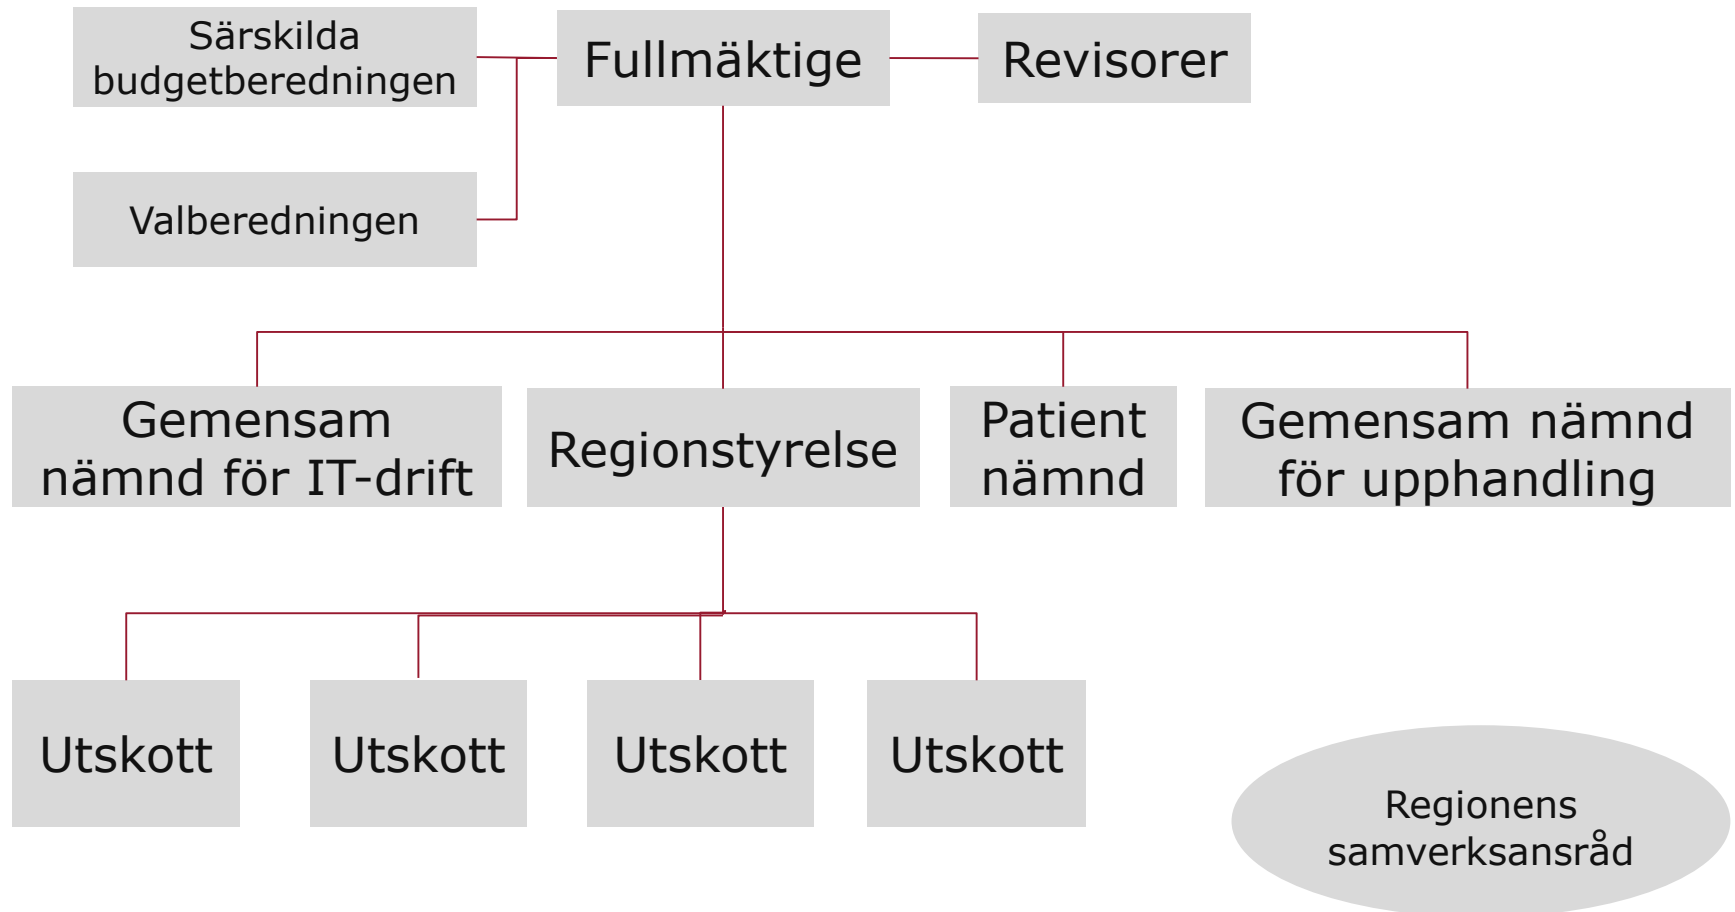 Särskilda
budgetberedningen
Fullmäktige
Revisorer
Valberedningen
Gemensam
nämnd för IT-drift
Regionstyrelse
Patient
nämnd
Gemensam nämnd
för upphandling
Utskott
Utskott
Utskott
Utskott
Regionens
samverksansråd